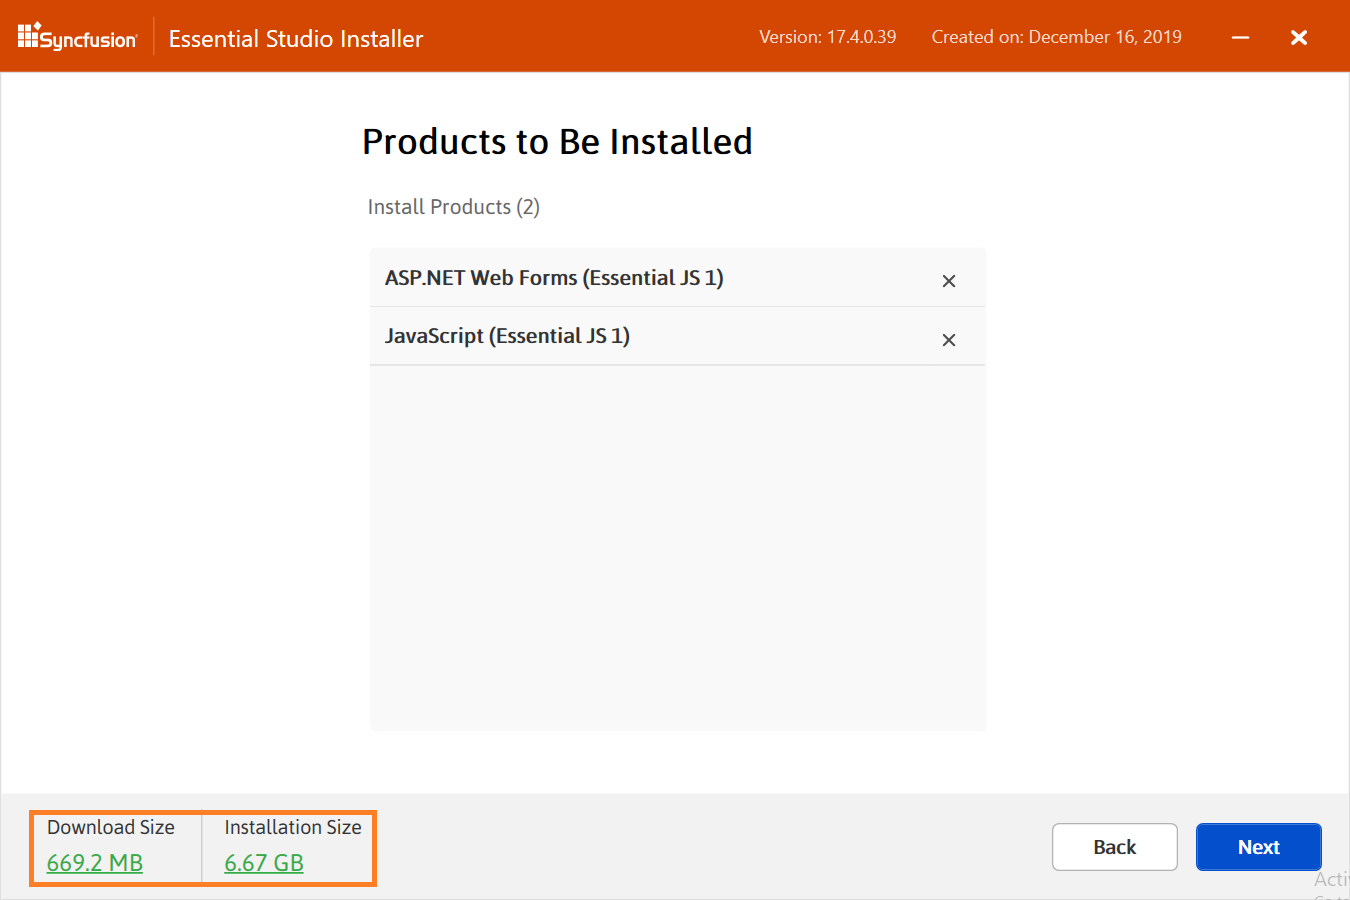 Syncfusion Essential Studio Installer Version: 17.4.0.39 Created on: December 16, 2019
Products to Be Installed
Install Products (2)
ASP.NET Web Forms (Essential JS 1)
JavaScript (Essential JS 1)
Download Size Installation Size
669.2 MB 6.67 GB
Back Next